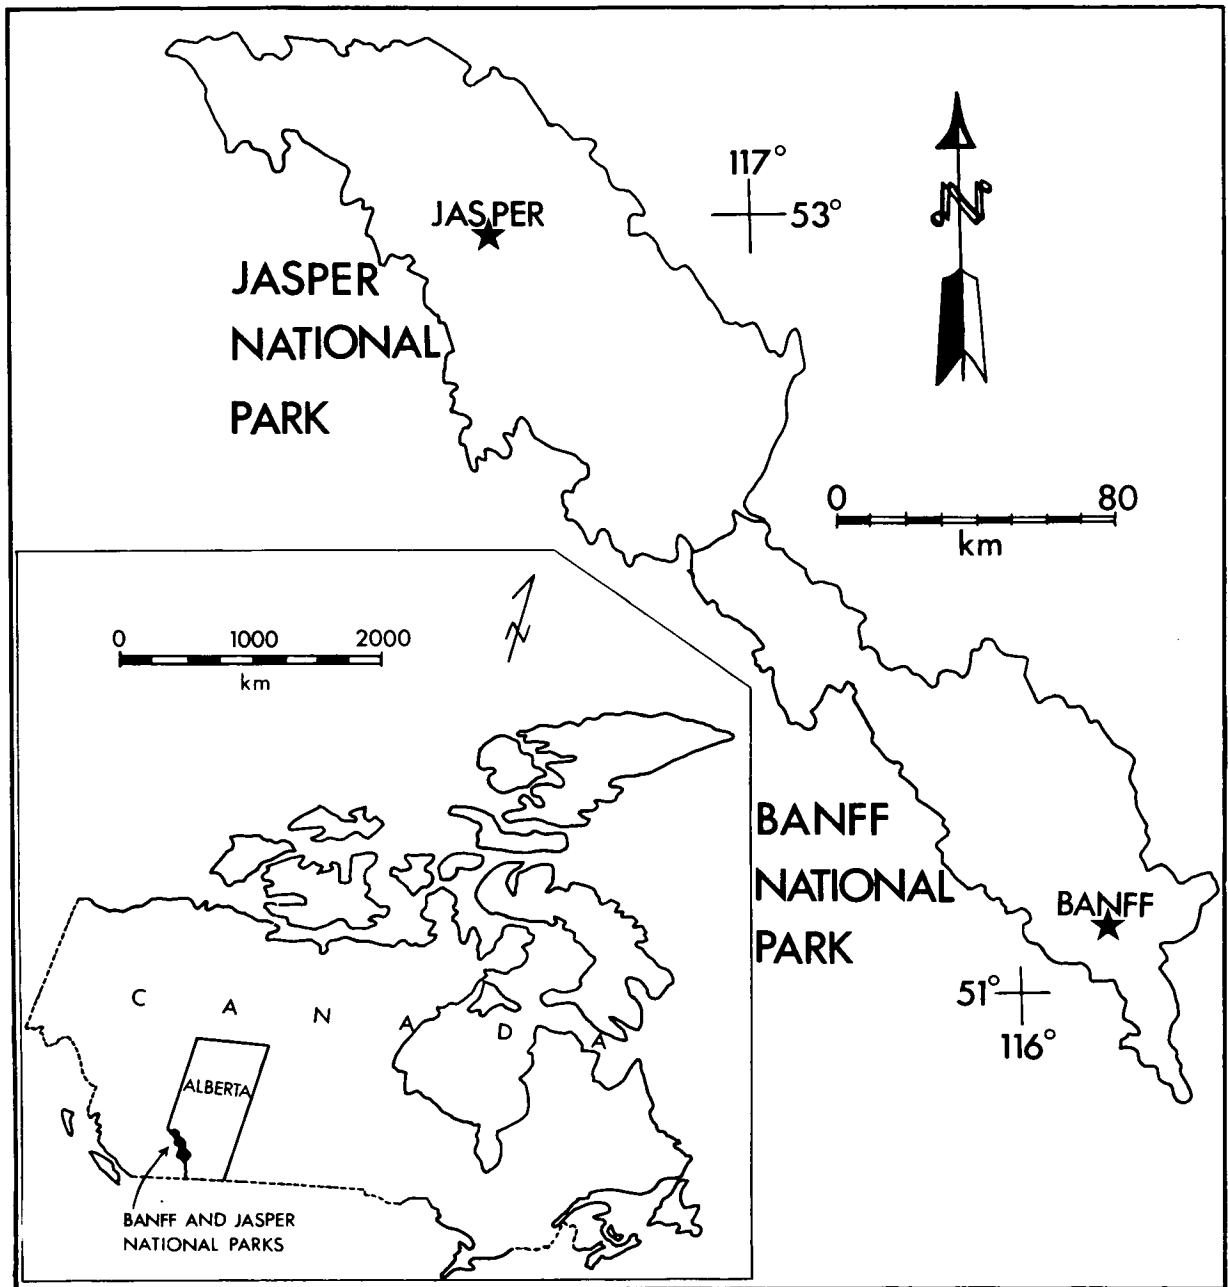 117°
53°
N
JASPER
JASPER
NATIONAL
PARK
0 80
km
N
0 1000 2000
km
BANFF
NATIONAL
PARK
BANFF
51°
116°
C A N A D A
ALBERTA
BANFF AND JASPER
NATIONAL PARKS